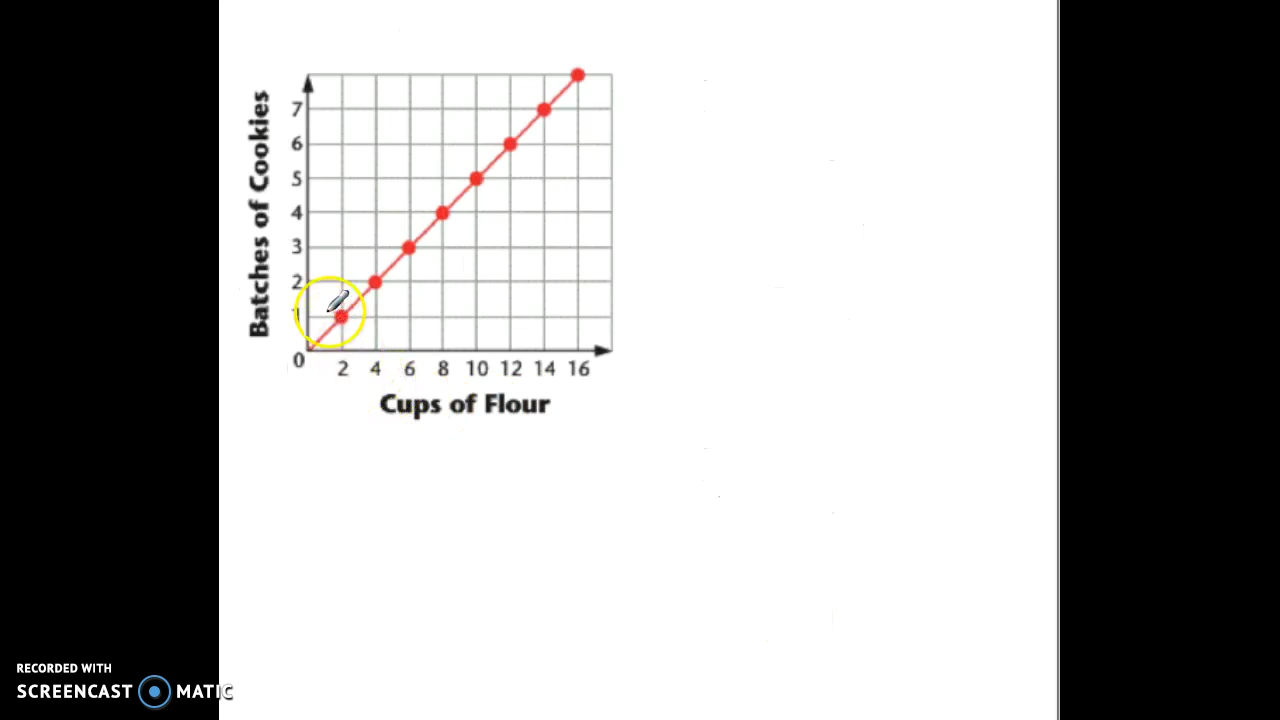 Batches of Cookies
7
6
5
4
3
2
1
0
2 4 6 8 10 12 14 16
Cups of Flour
RECORDED WITH
SCREENCAST MATIC